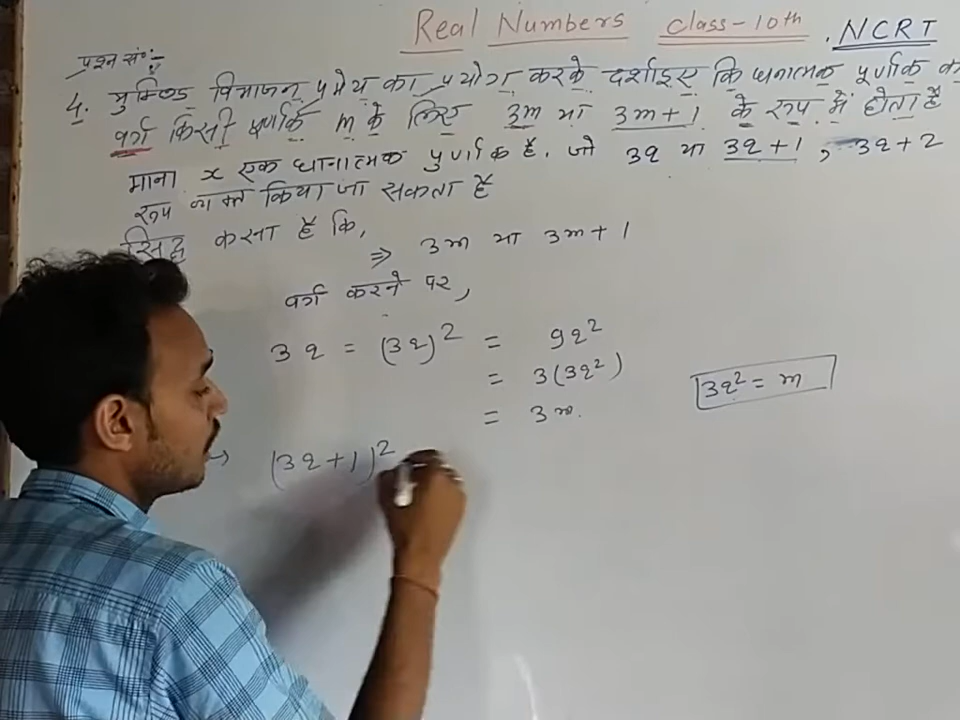 Real Numbers Class-10th. NCRT
प्रश्न सं०:-
4. युग्मिण्ड विभाजन प्रमेय का प्रयोग करके दर्शाइए कि धनात्मक पूर्णांक का
वर्ग किसी पूर्णांक m के लिए 3m या 3m+1 के रूप में होता है
माना x एक धानात्मक पुर्णांक है. जो 3q या 3q+1, 3q+2
रूप व्यक्त किया जा सकता है
सिद्ध करना है कि,
⇒ 3m या 3m+1
वर्ग करने पर,
3q = (3q)² = 9q²
= 3(3q²)
3q² = m
= 3m.
→ (3q+1)²